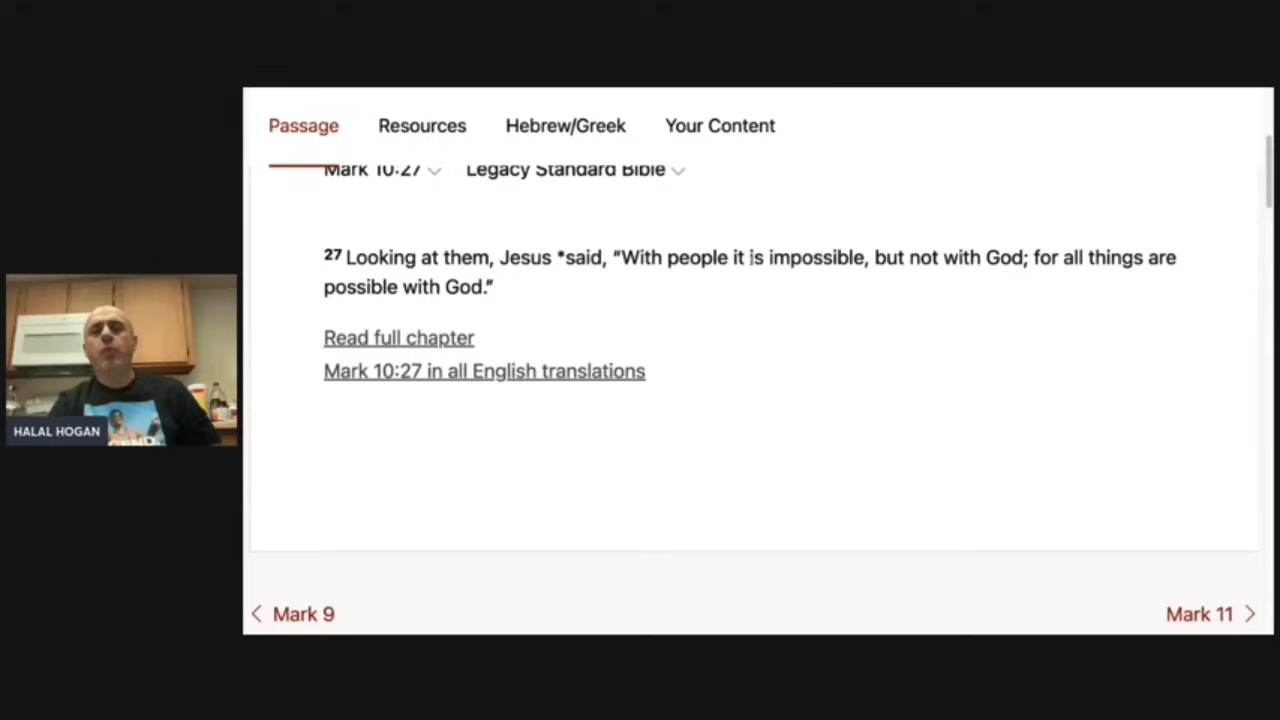 Passage Resources Hebrew/Greek Your Content
Mark 10:27 Legacy Standard Bible
27 Looking at them, Jesus *said, “With people it is impossible, but not with God; for all things are
possible with God.”
Read full chapter
Mark 10:27 in all English translations
HALAL HOGAN
Mark 9
Mark 11